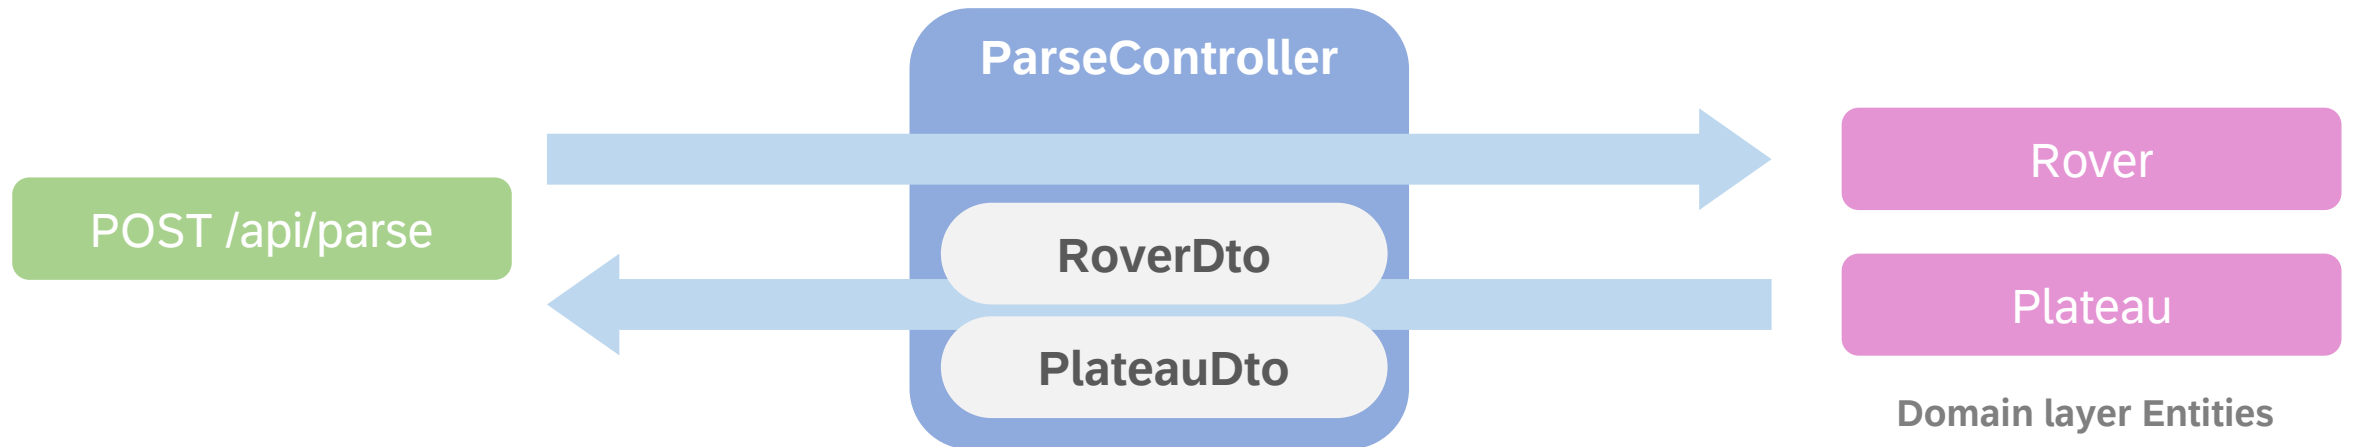 POST /api/parse
ParseController
RoverDto
PlateauDto
Rover
Plateau
Domain layer Entities